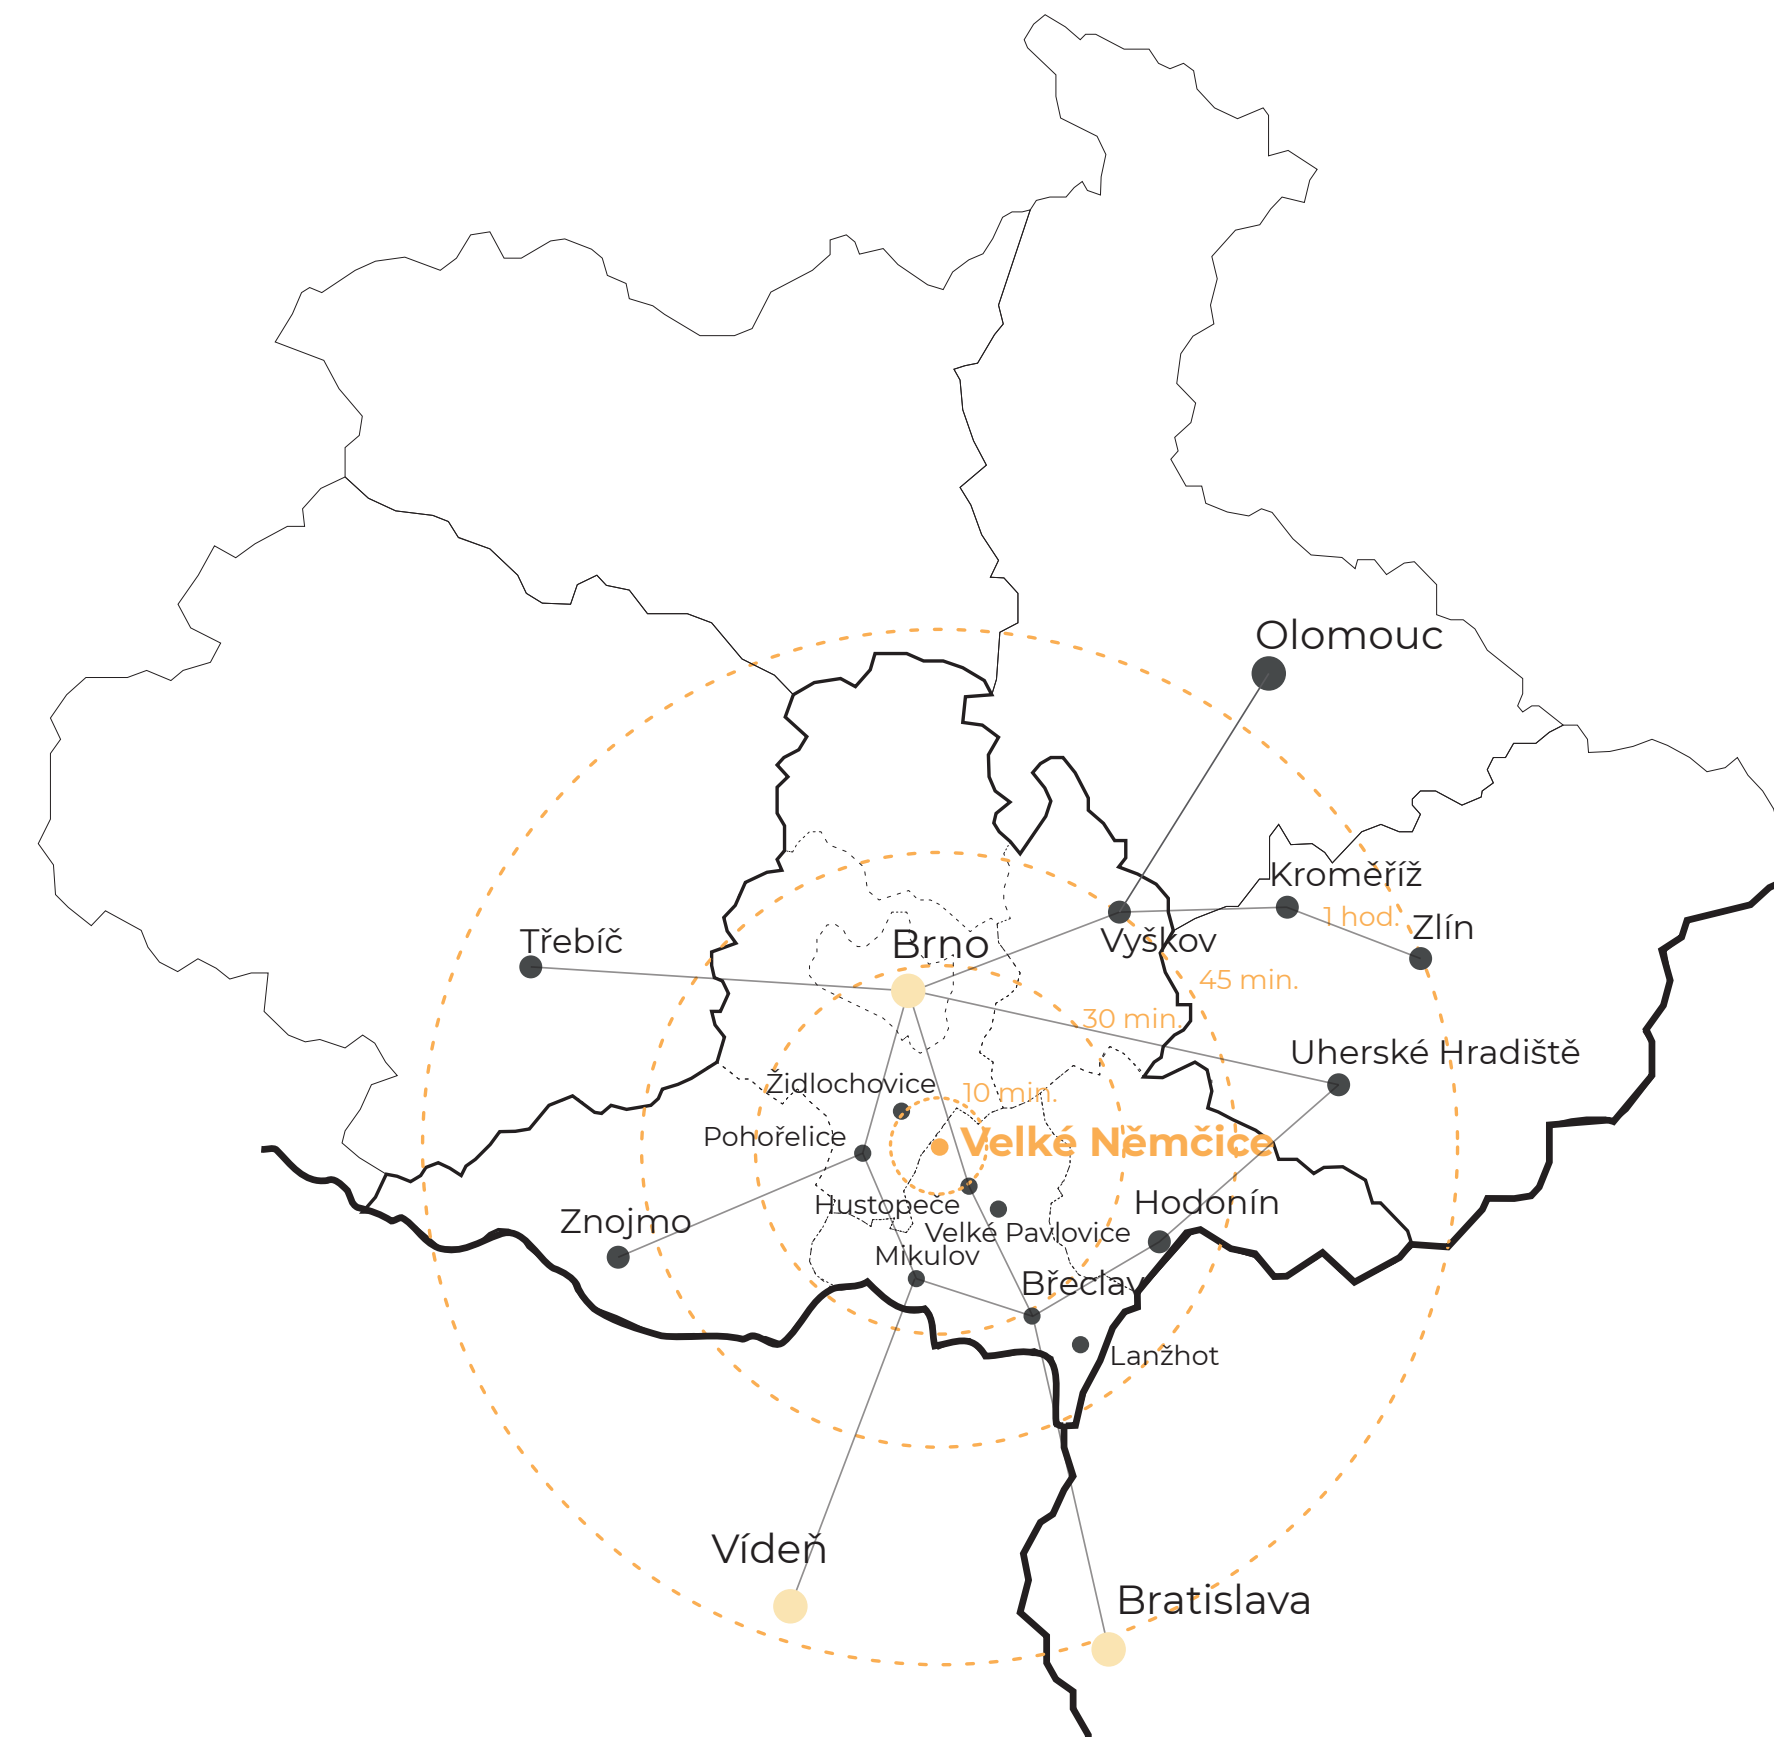 Olomouc
Kroměříž
1 hod.
Zlín
Třebíč
Brno
Vyškov
45 min.
30 min.
Uherské Hradiště
Židlochovice
10 min.
Pohořelice
Velké Němčice
Hustopeče
Hodonín
Znojmo
Velké Pavlovice
Mikulov
Břeclav
Lanžhot
Vídeň
Bratislava